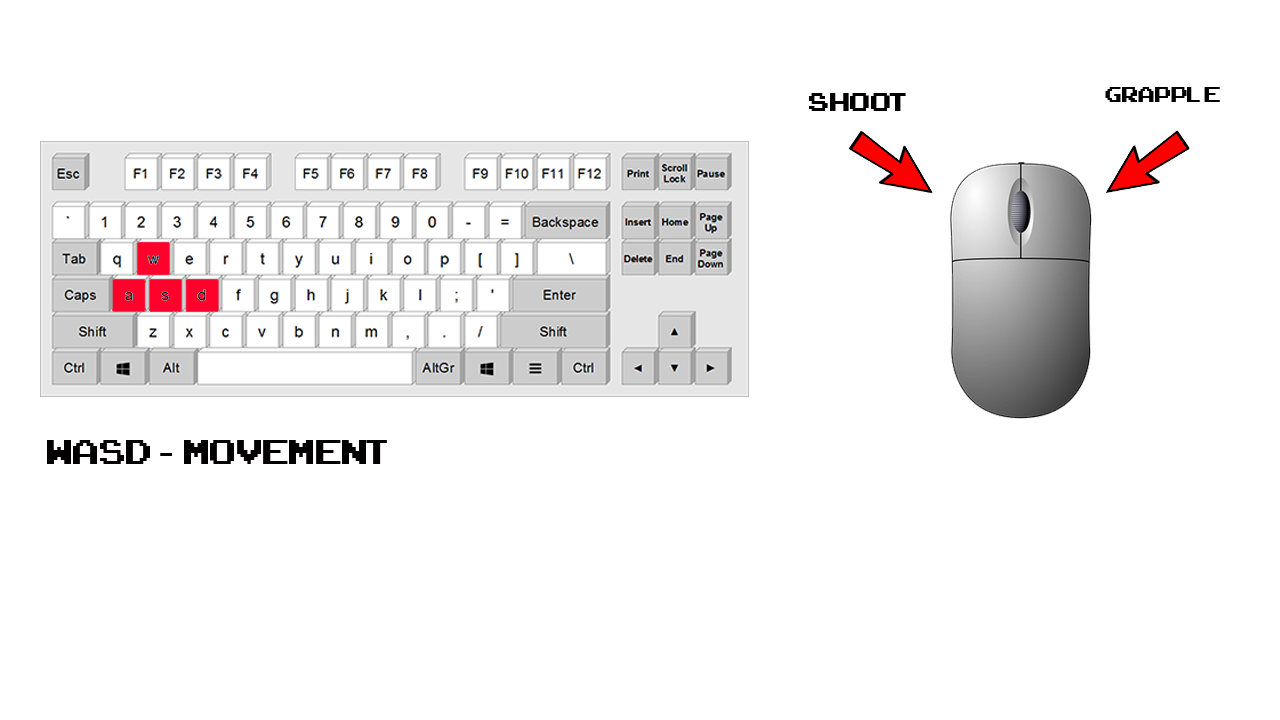 SHOOT
GRAPPLE
Esc F1 F2 F3 F4 F5 F6 F7 F8 F9 F10 F11 F12 Print Scroll Lock Pause
` 1 2 3 4 5 6 7 8 9 0 - = Backspace Insert Home Page Up
Tab q w e r t y u i o p [ ] \ Delete End Page Down
Caps a s d f g h j k l ; ' Enter
Shift z x c v b n m , . / Shift ▲
Ctrl Alt AltGr ☰ Ctrl ◄ ▼ ►
WASD - MOVEMENT